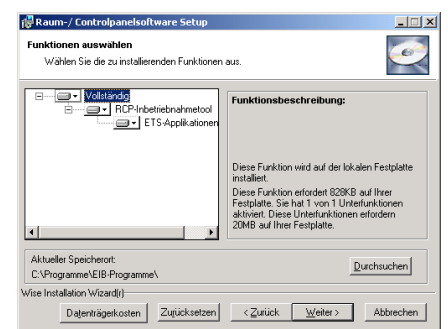 Raum-/ Controlpanelsoftware Setup
Funktionen auswählen
Wählen Sie die zu installierenden Funktionen aus.
Vollständig
RCP-Inbetriebnahmetool
ETS-Applikationen
Funktionsbeschreibung:
Diese Funktion wird auf der lokalen Festplatte
installiert.
Diese Funktion erfordert 828KB auf Ihrer
Festplatte. Sie hat 1 von 1 Unterfunktionen
aktiviert. Diese Unterfunktionen erfordern
20MB auf Ihrer Festplatte.
Aktueller Speicherort:
C:\Programme\EIB-Programme\
Durchsuchen
Wise Installation Wizard(r)
Datenträgerkosten
Zurücksetzen
< Zurück
Weiter >
Abbrechen